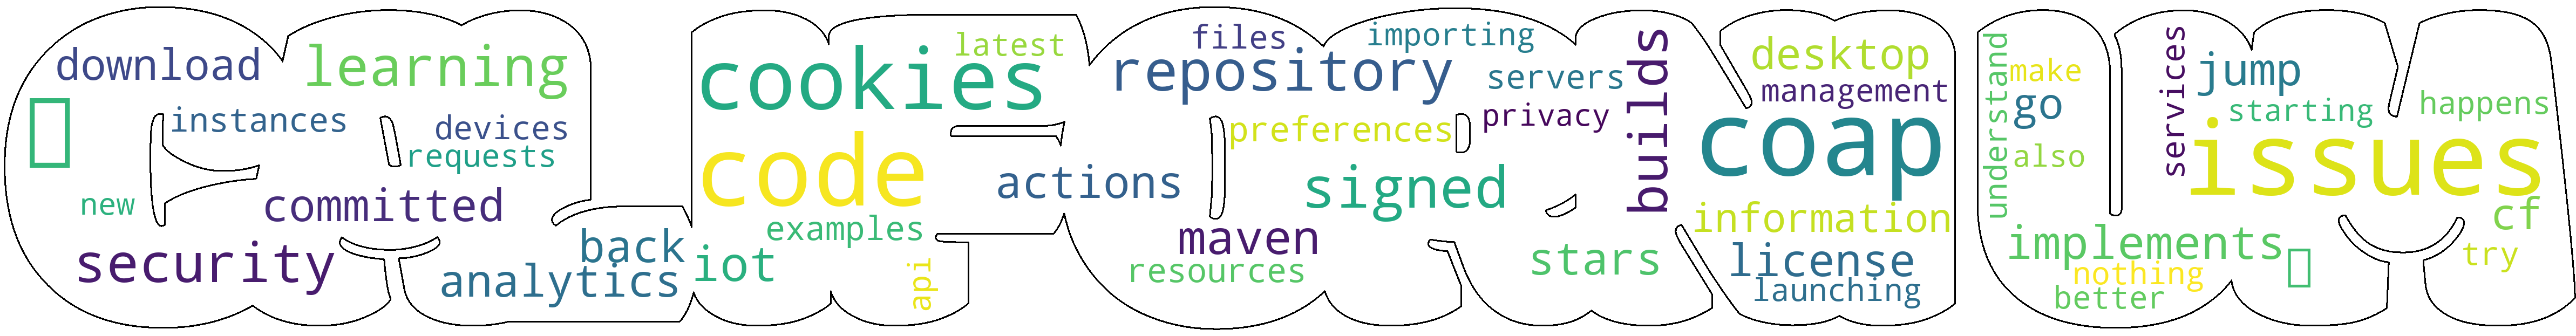 download
learning
instances
devices
requests
new
committed
security
back
analytics
cookies
latest
code
examples
iot
api
actions
files
importing
repository
servers
privacy
preferences
signed
maven
resources
stars
builds
desktop
management
coap
information
license
launching
understand
make
go
also
services
jump
starting
happens
issues
cf
try
implements
nothing
better